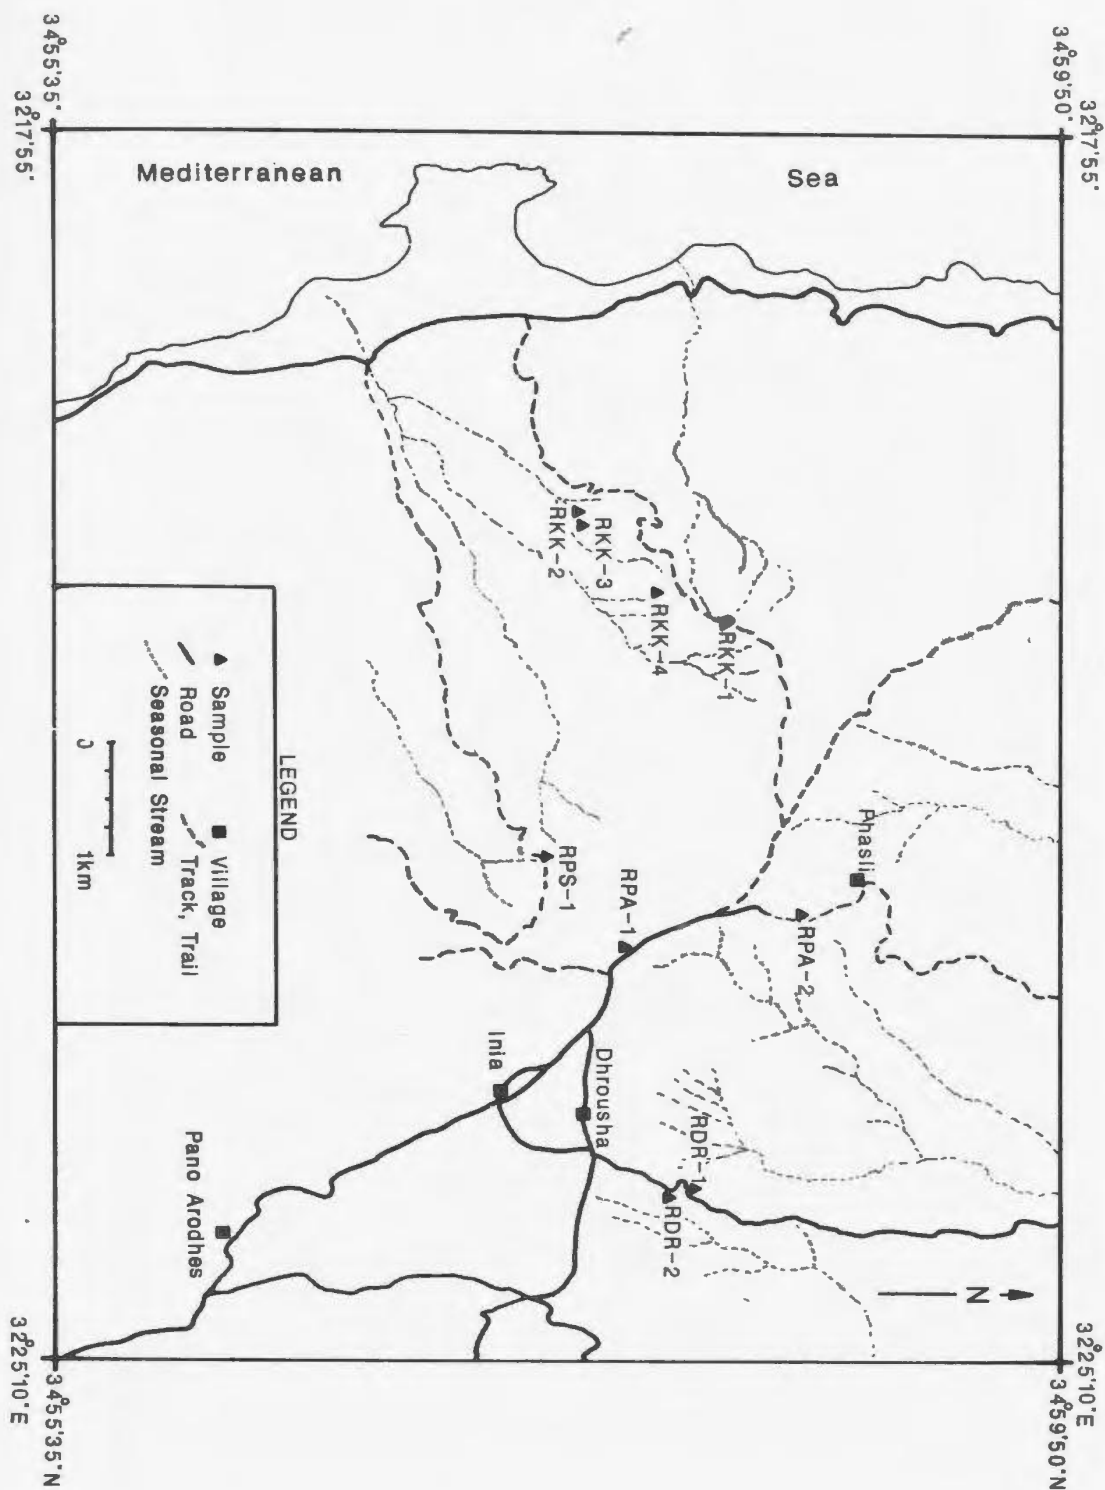 34°59'50"
32°17'55"
34°55'35"
32°17'55"
Mediterranean
Sea
RKK-1
RKK-2
RKK-3
RKK-4
Phasli
RPA-2
RPA-1
RPS-1
Dhrousha
Inia
RDR-1
RDR-2
Pano Arodhes
N
LEGEND
Sample
Village
Road
Track, Trail
Seasonal Stream
0
1km
32°25'10"E
34°59'50"N
32°25'10"E
34°55'35"N